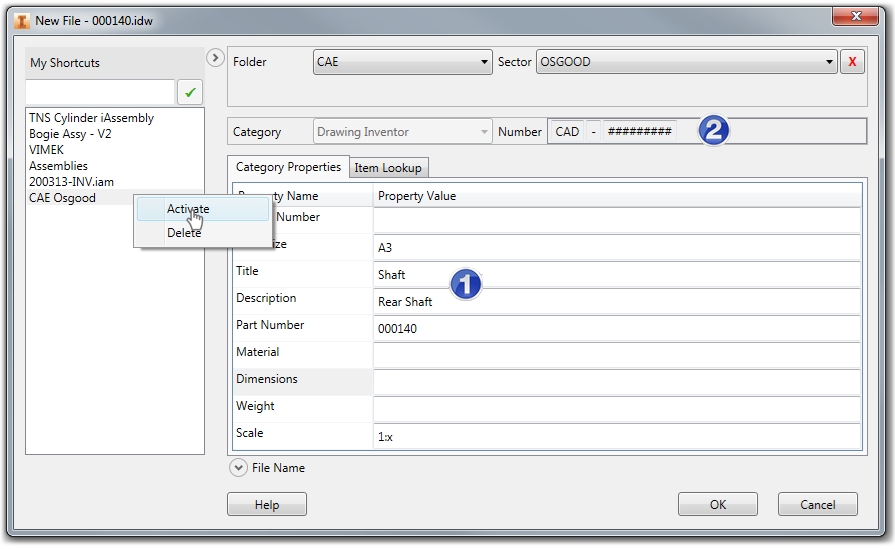 New File - 000140.idw
My Shortcuts
Folder CAE Sector OSGOOD X
TNS Cylinder iAssembly
Bogie Assy - V2
VIMEK
Assemblies
200313-INV.iam
CAE Osgood
Activate
Delete
Category Drawing Inventor Number CAD - ######### 2
Category Properties Item Lookup
Property Name Property Value
Number
A3
Title Shaft 1
Description Rear Shaft
Part Number 000140
Material
Dimensions
Weight
Scale 1:x
File Name
Help OK Cancel